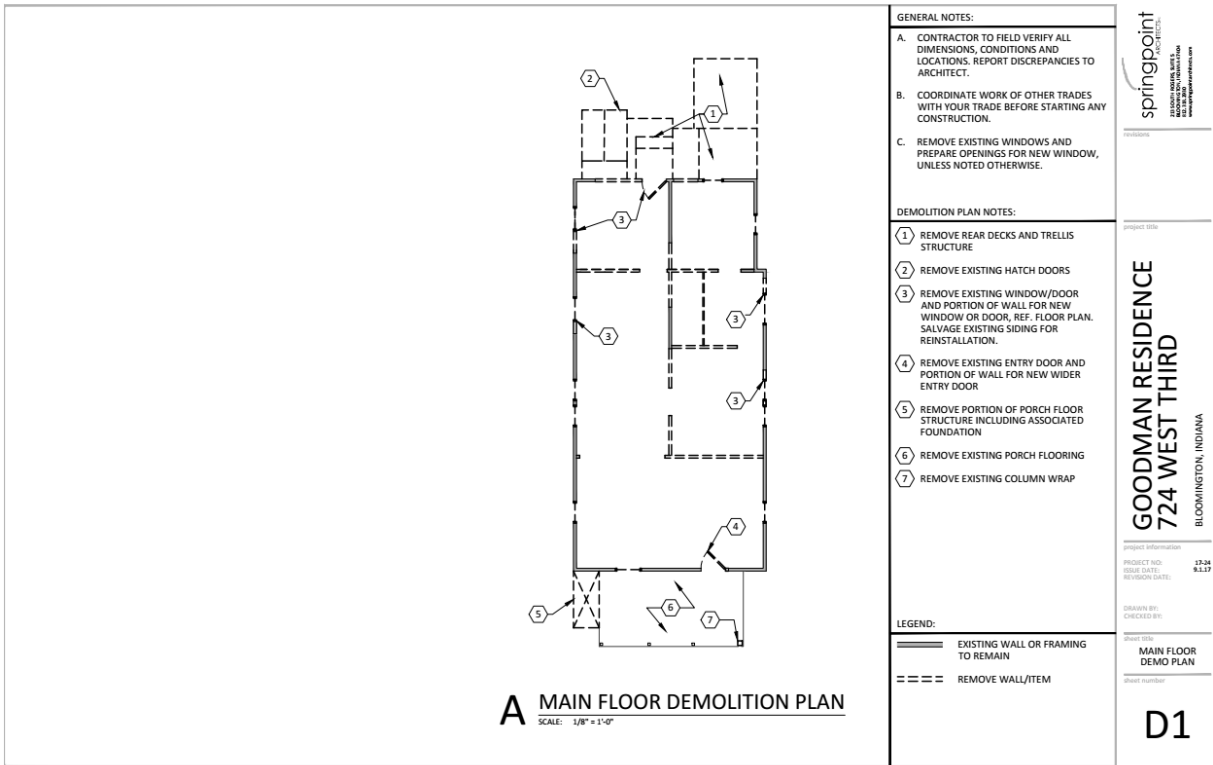 2
1
3
3
3
3
4
5
6
7
A MAIN FLOOR DEMOLITION PLAN
SCALE: 1/8" = 1'-0"
GENERAL NOTES:
A. CONTRACTOR TO FIELD VERIFY ALL
DIMENSIONS, CONDITIONS AND
LOCATIONS. REPORT DISCREPANCIES TO
ARCHITECT.
B. COORDINATE WORK OF OTHER TRADES
WITH YOUR TRADE BEFORE STARTING ANY
CONSTRUCTION.
C. REMOVE EXISTING WINDOWS AND
PREPARE OPENINGS FOR NEW WINDOW,
UNLESS NOTED OTHERWISE.
DEMOLITION PLAN NOTES:
1 REMOVE REAR DECKS AND TRELLIS
STRUCTURE
2 REMOVE EXISTING HATCH DOORS
3 REMOVE EXISTING WINDOW/DOOR
AND PORTION OF WALL FOR NEW
WINDOW OR DOOR, REF. FLOOR PLAN.
SALVAGE EXISTING SIDING FOR
REINSTALLATION.
4 REMOVE EXISTING ENTRY DOOR AND
PORTION OF WALL FOR NEW WIDER
ENTRY DOOR
5 REMOVE PORTION OF PORCH FLOOR
STRUCTURE INCLUDING ASSOCIATED
FOUNDATION
6 REMOVE EXISTING PORCH FLOORING
7 REMOVE EXISTING COLUMN WRAP
LEGEND:
EXISTING WALL OR FRAMING
TO REMAIN
REMOVE WALL/ITEM
springpoint
ARCHITECTS
revisions
project title
GOODMAN RESIDENCE
724 WEST THIRD
BLOOMINGTON, INDIANA
project information
PROJECT NO: 17-24
ISSUE DATE: 9.1.17
REVISION DATE:
DRAWN BY:
CHECKED BY:
sheet title
MAIN FLOOR
DEMO PLAN
sheet number
D1